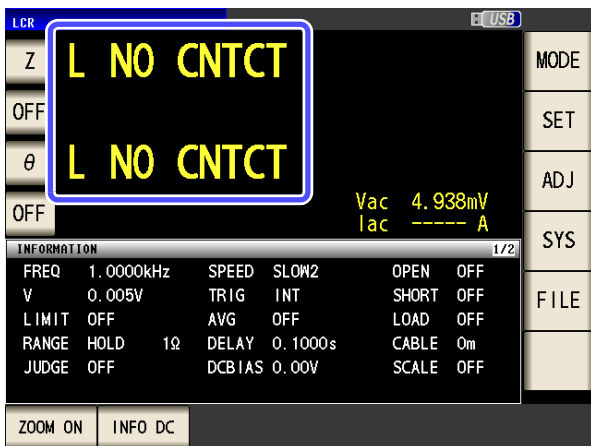 LCR USB
Z L NO CNTCT MODE
OFF SET
θ L NO CNTCT ADJ
OFF Vac 4.938mV
Iac ----- A SYS
INFORMATION 1/2
FREQ 1.0000kHz SPEED SLOW2 OPEN OFF
V 0.005V TRIG INT SHORT OFF FILE
LIMIT OFF AVG OFF LOAD OFF
RANGE HOLD 1Ω DELAY 0.1000s CABLE 0m
JUDGE OFF DCBIAS 0.00V SCALE OFF
ZOOM ON INFO DC